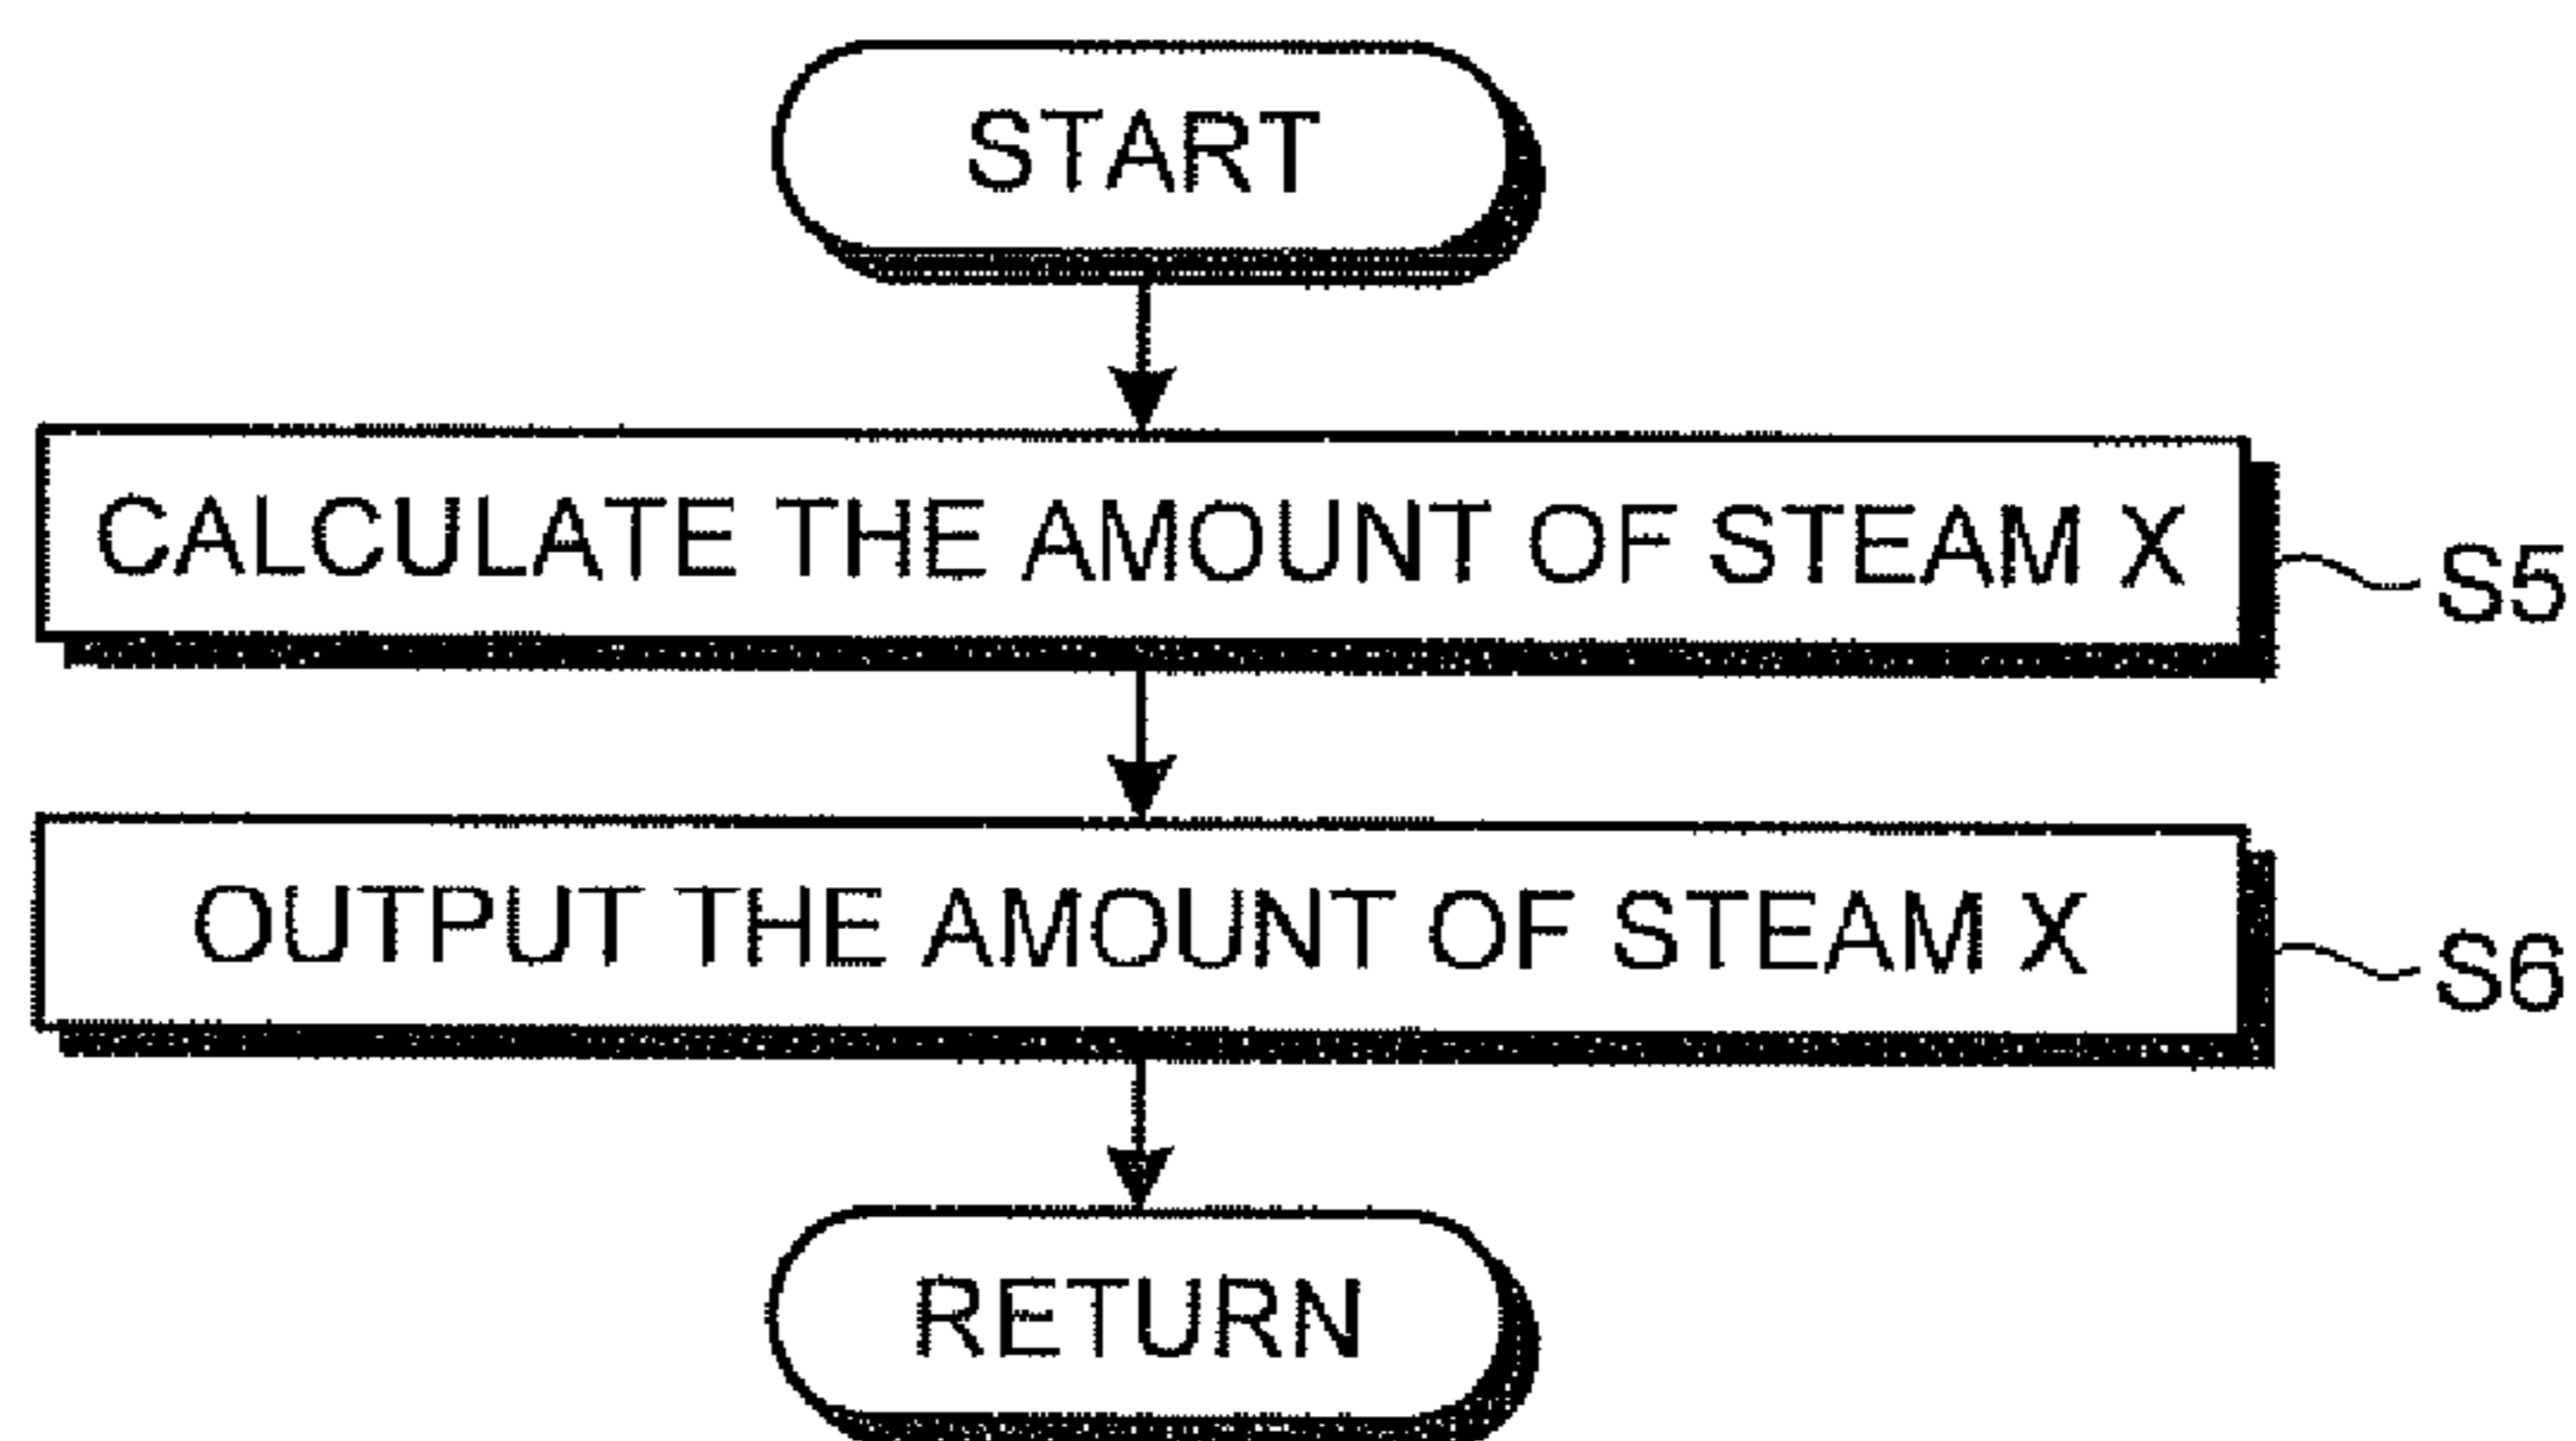 START
CALCULATE THE AMOUNT OF STEAM X
S5
OUTPUT THE AMOUNT OF STEAM X
S6
RETURN